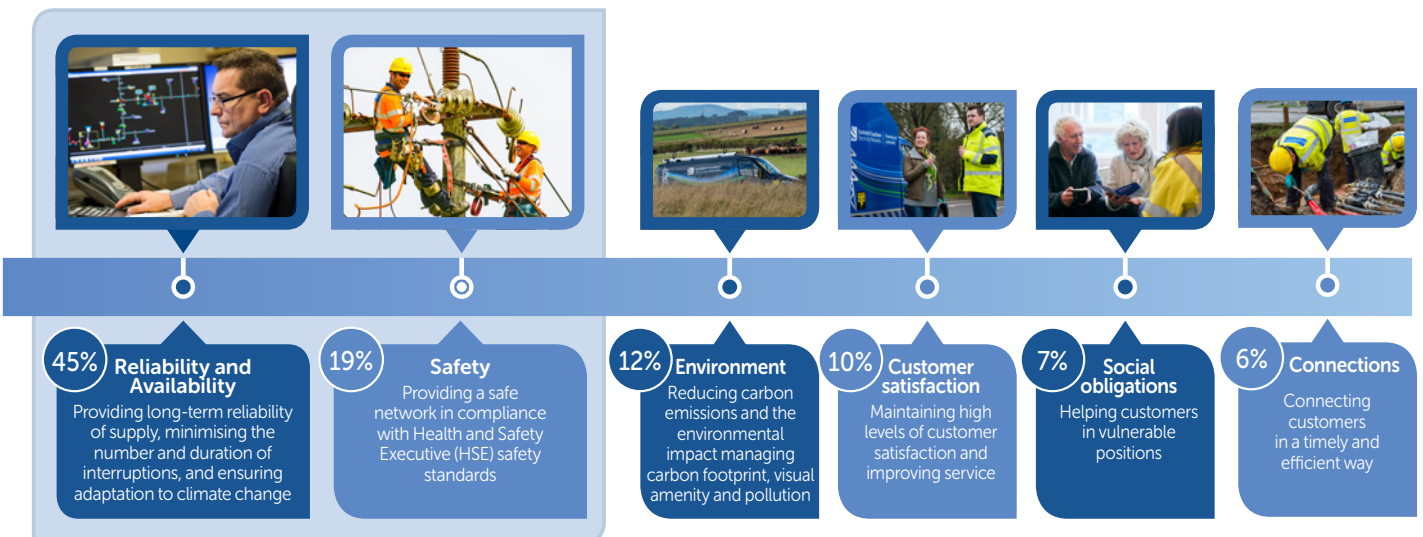 45%
Reliability and
Availability
Providing long-term reliability
of supply, minimising the
number and duration of
interruptions, and ensuring
adaptation to climate change
19%
Safety
Providing a safe
network in compliance
with Health and Safety
Executive (HSE) safety
standards
12%
Environment
Reducing carbon
emissions and the
environmental
impact managing
carbon footprint, visual
amenity and pollution
10%
Customer
satisfaction
Maintaining high
levels of customer
satisfaction and
improving service
7%
Social
obligations
Helping customers
in vulnerable
positions
6%
Connections
Connecting
customers
in a timely and
efficient way